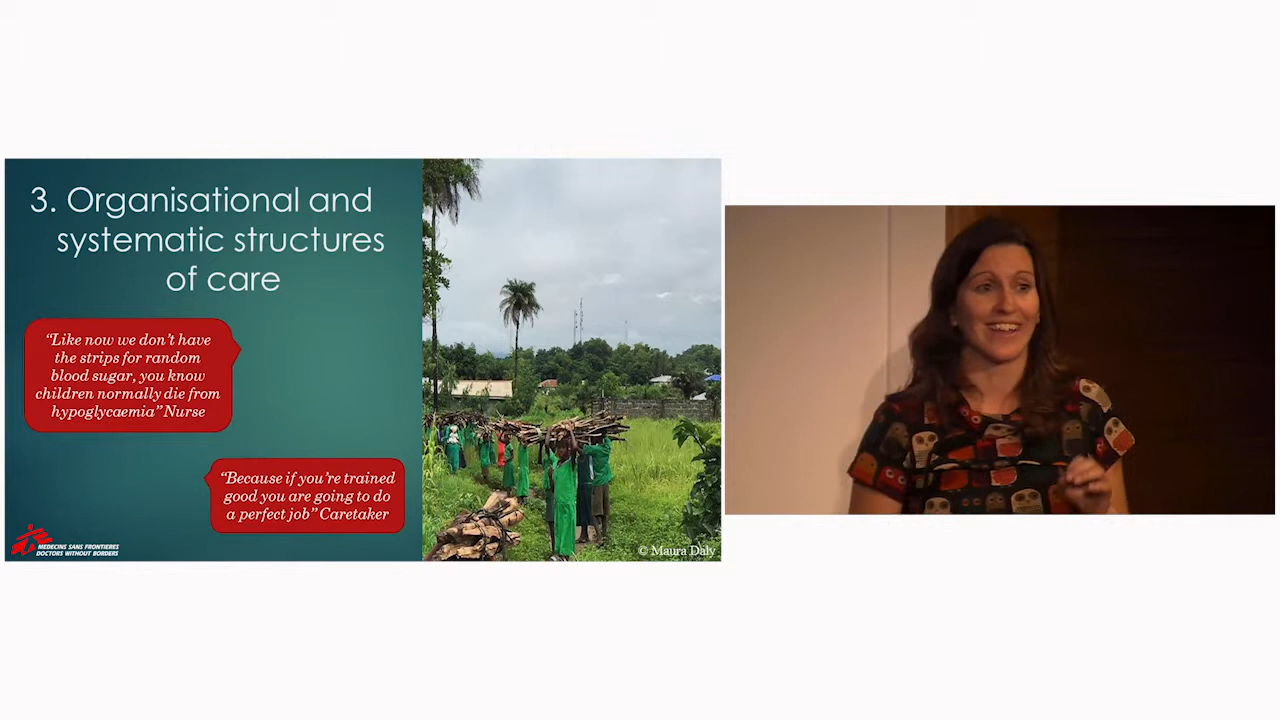 3. Organisational and
systematic structures
of care
“Like now we don’t have
the strips for random
blood sugar, you know
children normally die from
hypoglycaemia” Nurse
“Because if you’re trained
good you are going to do
a perfect job” Caretaker
MEDECINS SANS FRONTIERES
DOCTORS WITHOUT BORDERS
© Maura Daly